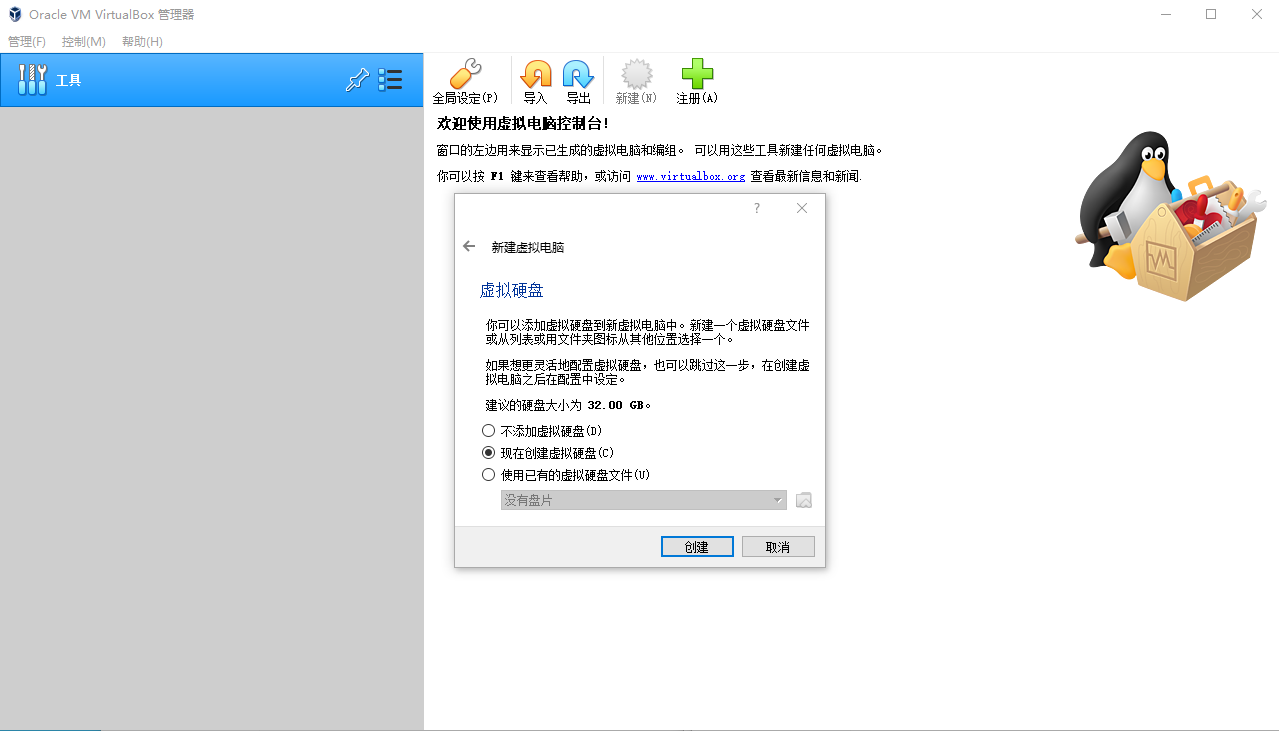 Oracle VM VirtualBox 管理器
管理(F) 控制(M) 帮助(H)
工具
全局设定(P) 导入 导出 新建(N) 注册(A)
欢迎使用虚拟电脑控制台!
窗口的左边用来显示已生成的虚拟电脑和编组。 可以用这些工具新建任何虚拟电脑。
你可以按 F1 键来查看帮助，或访问 www.virtualbox.org 查看最新信息和新闻.
?
新建虚拟电脑
虚拟硬盘
你可以添加虚拟硬盘到新虚拟电脑中。新建一个虚拟硬盘文件
或从列表或用文件夹图标从其他位置选择一个。
如果想更灵活地配置虚拟硬盘，也可以跳过这一步，在创建虚
拟电脑之后在配置中设定。
建议的硬盘大小为 32.00 GB。
不添加虚拟硬盘(D)
现在创建虚拟硬盘(C)
使用已有的虚拟硬盘文件(U)
没有盘片
创建 取消